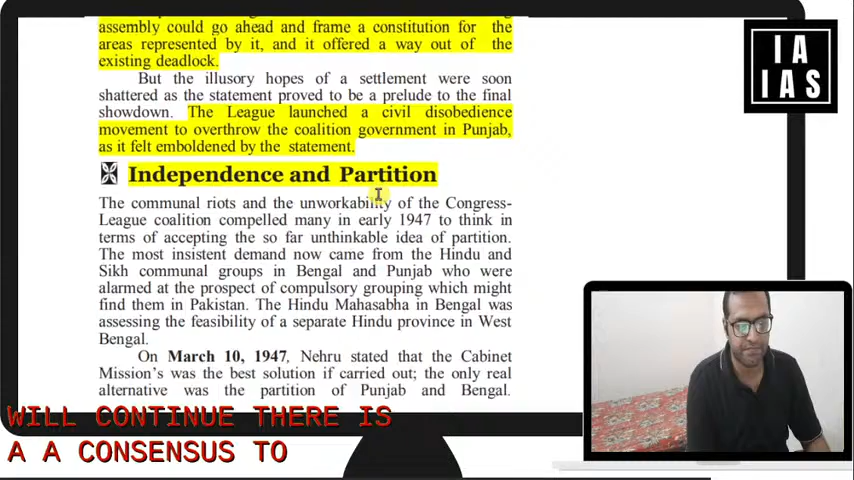 assembly could go ahead and frame a constitution for the
areas represented by it, and it offered a way out of the
existing deadlock.
But the illusory hopes of a settlement were soon
shattered as the statement proved to be a prelude to the final
showdown. The League launched a civil disobedience
movement to overthrow the coalition government in Punjab,
as it felt emboldened by the statement.
Independence and Partition
The communal riots and the unworkability of the Congress-
League coalition compelled many in early 1947 to think in
terms of accepting the so far unthinkable idea of partition.
The most insistent demand now came from the Hindu and
Sikh communal groups in Bengal and Punjab who were
alarmed at the prospect of compulsory grouping which might
find them in Pakistan. The Hindu Mahasabha in Bengal was
assessing the feasibility of a separate Hindu province in West
Bengal.
On March 10, 1947, Nehru stated that the Cabinet
Mission's was the best solution if carried out; the only real
alternative was the partition of Punjab and Bengal.
IA
IAS
WILL CONTINUE THERE IS
A A CONSENSUS TO